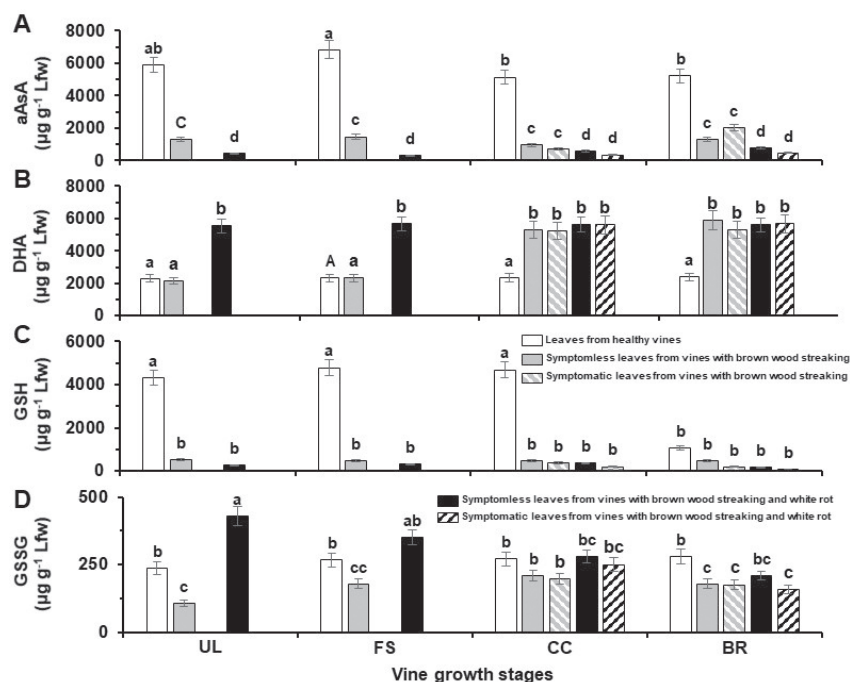 A
aAsA
(µg g⁻¹ Lfw)
8000
6000
4000
2000
0
ab C d
a c d
b c c d d
b c c d d
B
DHA
(µg g⁻¹ Lfw)
8000
6000
4000
2000
0
a a b
A a b
a b b b b
a b b b b
C
GSH
(µg g⁻¹ Lfw)
6000
4000
2000
0
a b b
a b b
a b b b b
b b b b b
Leaves from healthy vines
Symptomless leaves from vines with brown wood streaking
Symptomatic leaves from vines with brown wood streaking
D
GSSG
(µg g⁻¹ Lfw)
500
250
0
b c a
b cc ab
b b b bc bc
b c c bc c
Symptomless leaves from vines with brown wood streaking and white rot
Symptomatic leaves from vines with brown wood streaking and white rot
UL FS CC BR
Vine growth stages